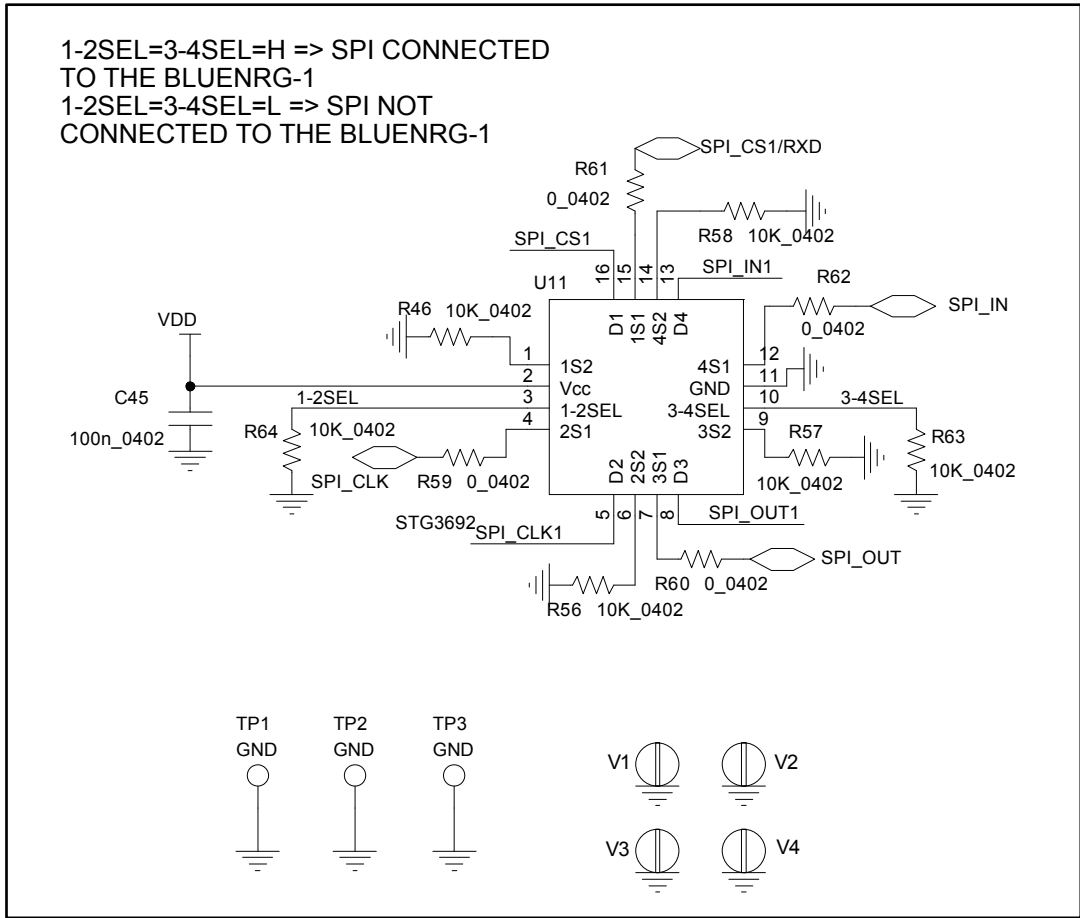 1-2SEL=3-4SEL=H => SPI CONNECTED
TO THE BLUENRG-1
1-2SEL=3-4SEL=L => SPI NOT
CONNECTED TO THE BLUENRG-1
SPI_CS1/RXD
R61
0_0402
R58 10K_0402
SPI_CS1
16 15 14 13
SPI_IN1
U11
R62
0_0402
SPI_IN
R46 10K_0402
D1 1S1 4S2 D4
VDD
1 1S2
2 Vcc
3 1-2SEL
4 2S1
4S1 12
GND 11
3-4SEL 10
3S2 9
C45
100n_0402
1-2SEL
3-4SEL
R64 10K_0402
R57
10K_0402
R63
10K_0402
SPI_CLK
R59 0_0402
D2 2S2 3S1 D3
5 6 7 8
STG3692
SPI_CLK1
SPI_OUT1
SPI_OUT
R60 0_0402
R56 10K_0402
TP1 TP2 TP3
GND GND GND
V1 V2
V3 V4